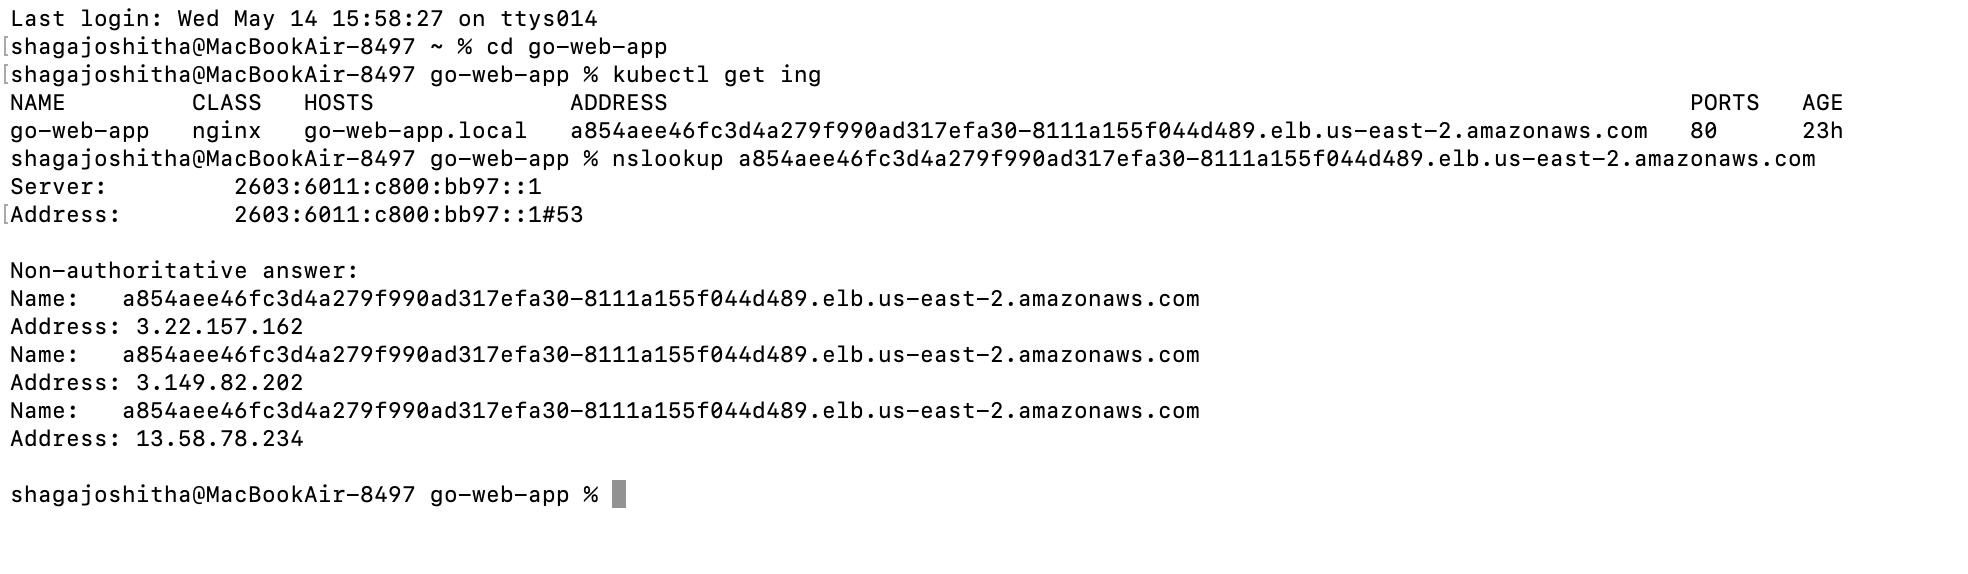 Last login: Wed May 14 15:58:27 on ttys014
[shagajoshitha@MacBookAir-8497 ~ % cd go-web-app
[shagajoshitha@MacBookAir-8497 go-web-app % kubectl get ing
NAME         CLASS   HOSTS              ADDRESS                                                                         PORTS   AGE
go-web-app   nginx   go-web-app.local   a854aee46fc3d4a279f990ad317efa30-8111a155f044d489.elb.us-east-2.amazonaws.com   80      23h
shagajoshitha@MacBookAir-8497 go-web-app % nslookup a854aee46fc3d4a279f990ad317efa30-8111a155f044d489.elb.us-east-2.amazonaws.com
Server:         2603:6011:c800:bb97::1
[Address:        2603:6011:c800:bb97::1#53
Non-authoritative answer:
Name:   a854aee46fc3d4a279f990ad317efa30-8111a155f044d489.elb.us-east-2.amazonaws.com
Address: 3.22.157.162
Name:   a854aee46fc3d4a279f990ad317efa30-8111a155f044d489.elb.us-east-2.amazonaws.com
Address: 3.149.82.202
Name:   a854aee46fc3d4a279f990ad317efa30-8111a155f044d489.elb.us-east-2.amazonaws.com
Address: 13.58.78.234
shagajoshitha@MacBookAir-8497 go-web-app %